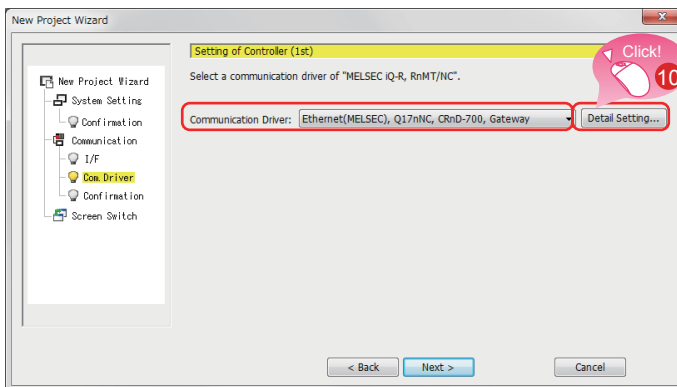 New Project Wizard
x
Setting of Controller (1st)
Click!
10
Select a communication driver of "MELSEC iQ-R, RnMT/NC".
New Project Wizard
System Setting
Confirmation
Communication
I/F
Com. Driver
Confirmation
Screen Switch
Communication Driver: Ethernet(MELSEC), Q17nNC, CRnD-700, Gateway Detail Setting...
< Back Next > Cancel